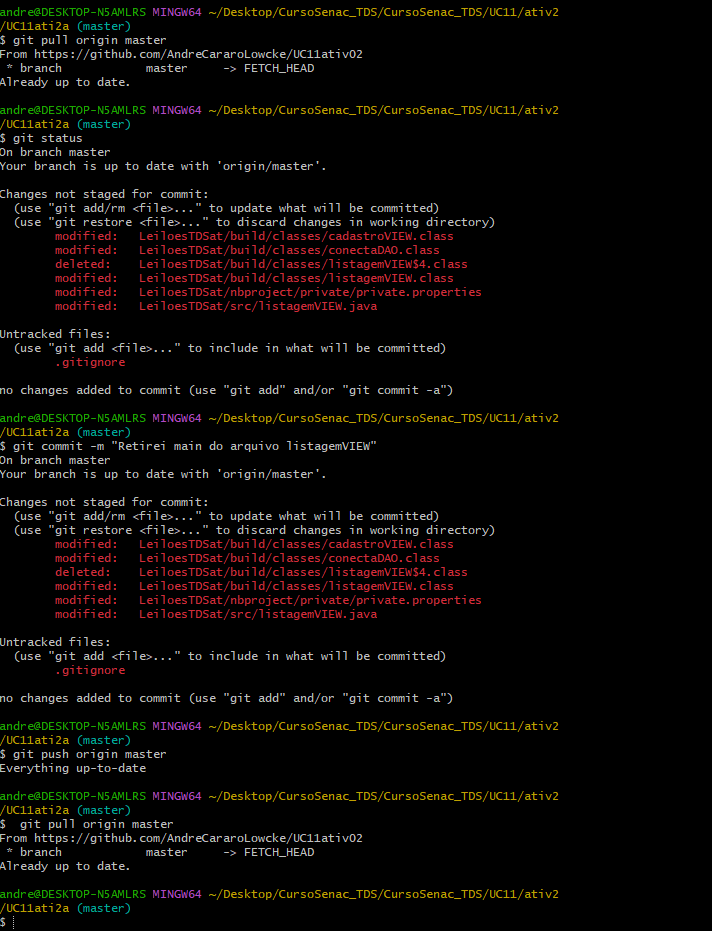 andre@DESKTOP-N5AMLRS MINGW64 ~/Desktop/CursoSenac_TDS/CursoSenac_TDS/UC11/ativ2
/UC11ati2a (master)
$ git pull origin master
From https://github.com/AndreCararoLowcke/UC11ativ02
 * branch            master     -> FETCH_HEAD
Already up to date.

andre@DESKTOP-N5AMLRS MINGW64 ~/Desktop/CursoSenac_TDS/CursoSenac_TDS/UC11/ativ2
/UC11ati2a (master)
$ git status
On branch master
Your branch is up to date with 'origin/master'.

Changes not staged for commit:
  (use "git add/rm <file>..." to update what will be committed)
  (use "git restore <file>..." to discard changes in working directory)
        modified:   LeiloesTDSat/build/classes/cadastroVIEW.class
        modified:   LeiloesTDSat/build/classes/conectaDAO.class
        deleted:    LeiloesTDSat/build/classes/listagemVIEW$4.class
        modified:   LeiloesTDSat/build/classes/listagemVIEW.class
        modified:   LeiloesTDSat/nbproject/private/private.properties
        modified:   LeiloesTDSat/src/listagemVIEW.java

Untracked files:
  (use "git add <file>..." to include in what will be committed)
        .gitignore

no changes added to commit (use "git add" and/or "git commit -a")

andre@DESKTOP-N5AMLRS MINGW64 ~/Desktop/CursoSenac_TDS/CursoSenac_TDS/UC11/ativ2
/UC11ati2a (master)
$ git commit -m "Retirei main do arquivo listagemVIEW"
On branch master
Your branch is up to date with 'origin/master'.

Changes not staged for commit:
  (use "git add/rm <file>..." to update what will be committed)
  (use "git restore <file>..." to discard changes in working directory)
        modified:   LeiloesTDSat/build/classes/cadastroVIEW.class
        modified:   LeiloesTDSat/build/classes/conectaDAO.class
        deleted:    LeiloesTDSat/build/classes/listagemVIEW$4.class
        modified:   LeiloesTDSat/build/classes/listagemVIEW.class
        modified:   LeiloesTDSat/nbproject/private/private.properties
        modified:   LeiloesTDSat/src/listagemVIEW.java

Untracked files:
  (use "git add <file>..." to include in what will be committed)
        .gitignore

no changes added to commit (use "git add" and/or "git commit -a")

andre@DESKTOP-N5AMLRS MINGW64 ~/Desktop/CursoSenac_TDS/CursoSenac_TDS/UC11/ativ2
/UC11ati2a (master)
$ git push origin master
Everything up-to-date

andre@DESKTOP-N5AMLRS MINGW64 ~/Desktop/CursoSenac_TDS/CursoSenac_TDS/UC11/ativ2
/UC11ati2a (master)
$  git pull origin master
From https://github.com/AndreCararoLowcke/UC11ativ02
 * branch            master     -> FETCH_HEAD
Already up to date.

andre@DESKTOP-N5AMLRS MINGW64 ~/Desktop/CursoSenac_TDS/CursoSenac_TDS/UC11/ativ2
/UC11ati2a (master)
$